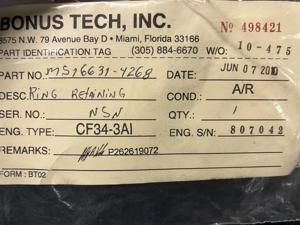 BONUS TECH, INC.
8575 N.W. 79 Avenue Bay D • Miami, Florida 33166
Nº 498421
PART IDENTIFICATION TAG (305) 884-6670 W/O: 10-475
PART NO. MS16631-4268 DATE: JUN 07 20
DESC. RING RETAINING COND.: A/R
SER. NO.: NSN QTY.: 1
ENG. TYPE: CF34-3AI ENG. S/N: 807042
REMARKS: P262619072
FORM : BT02